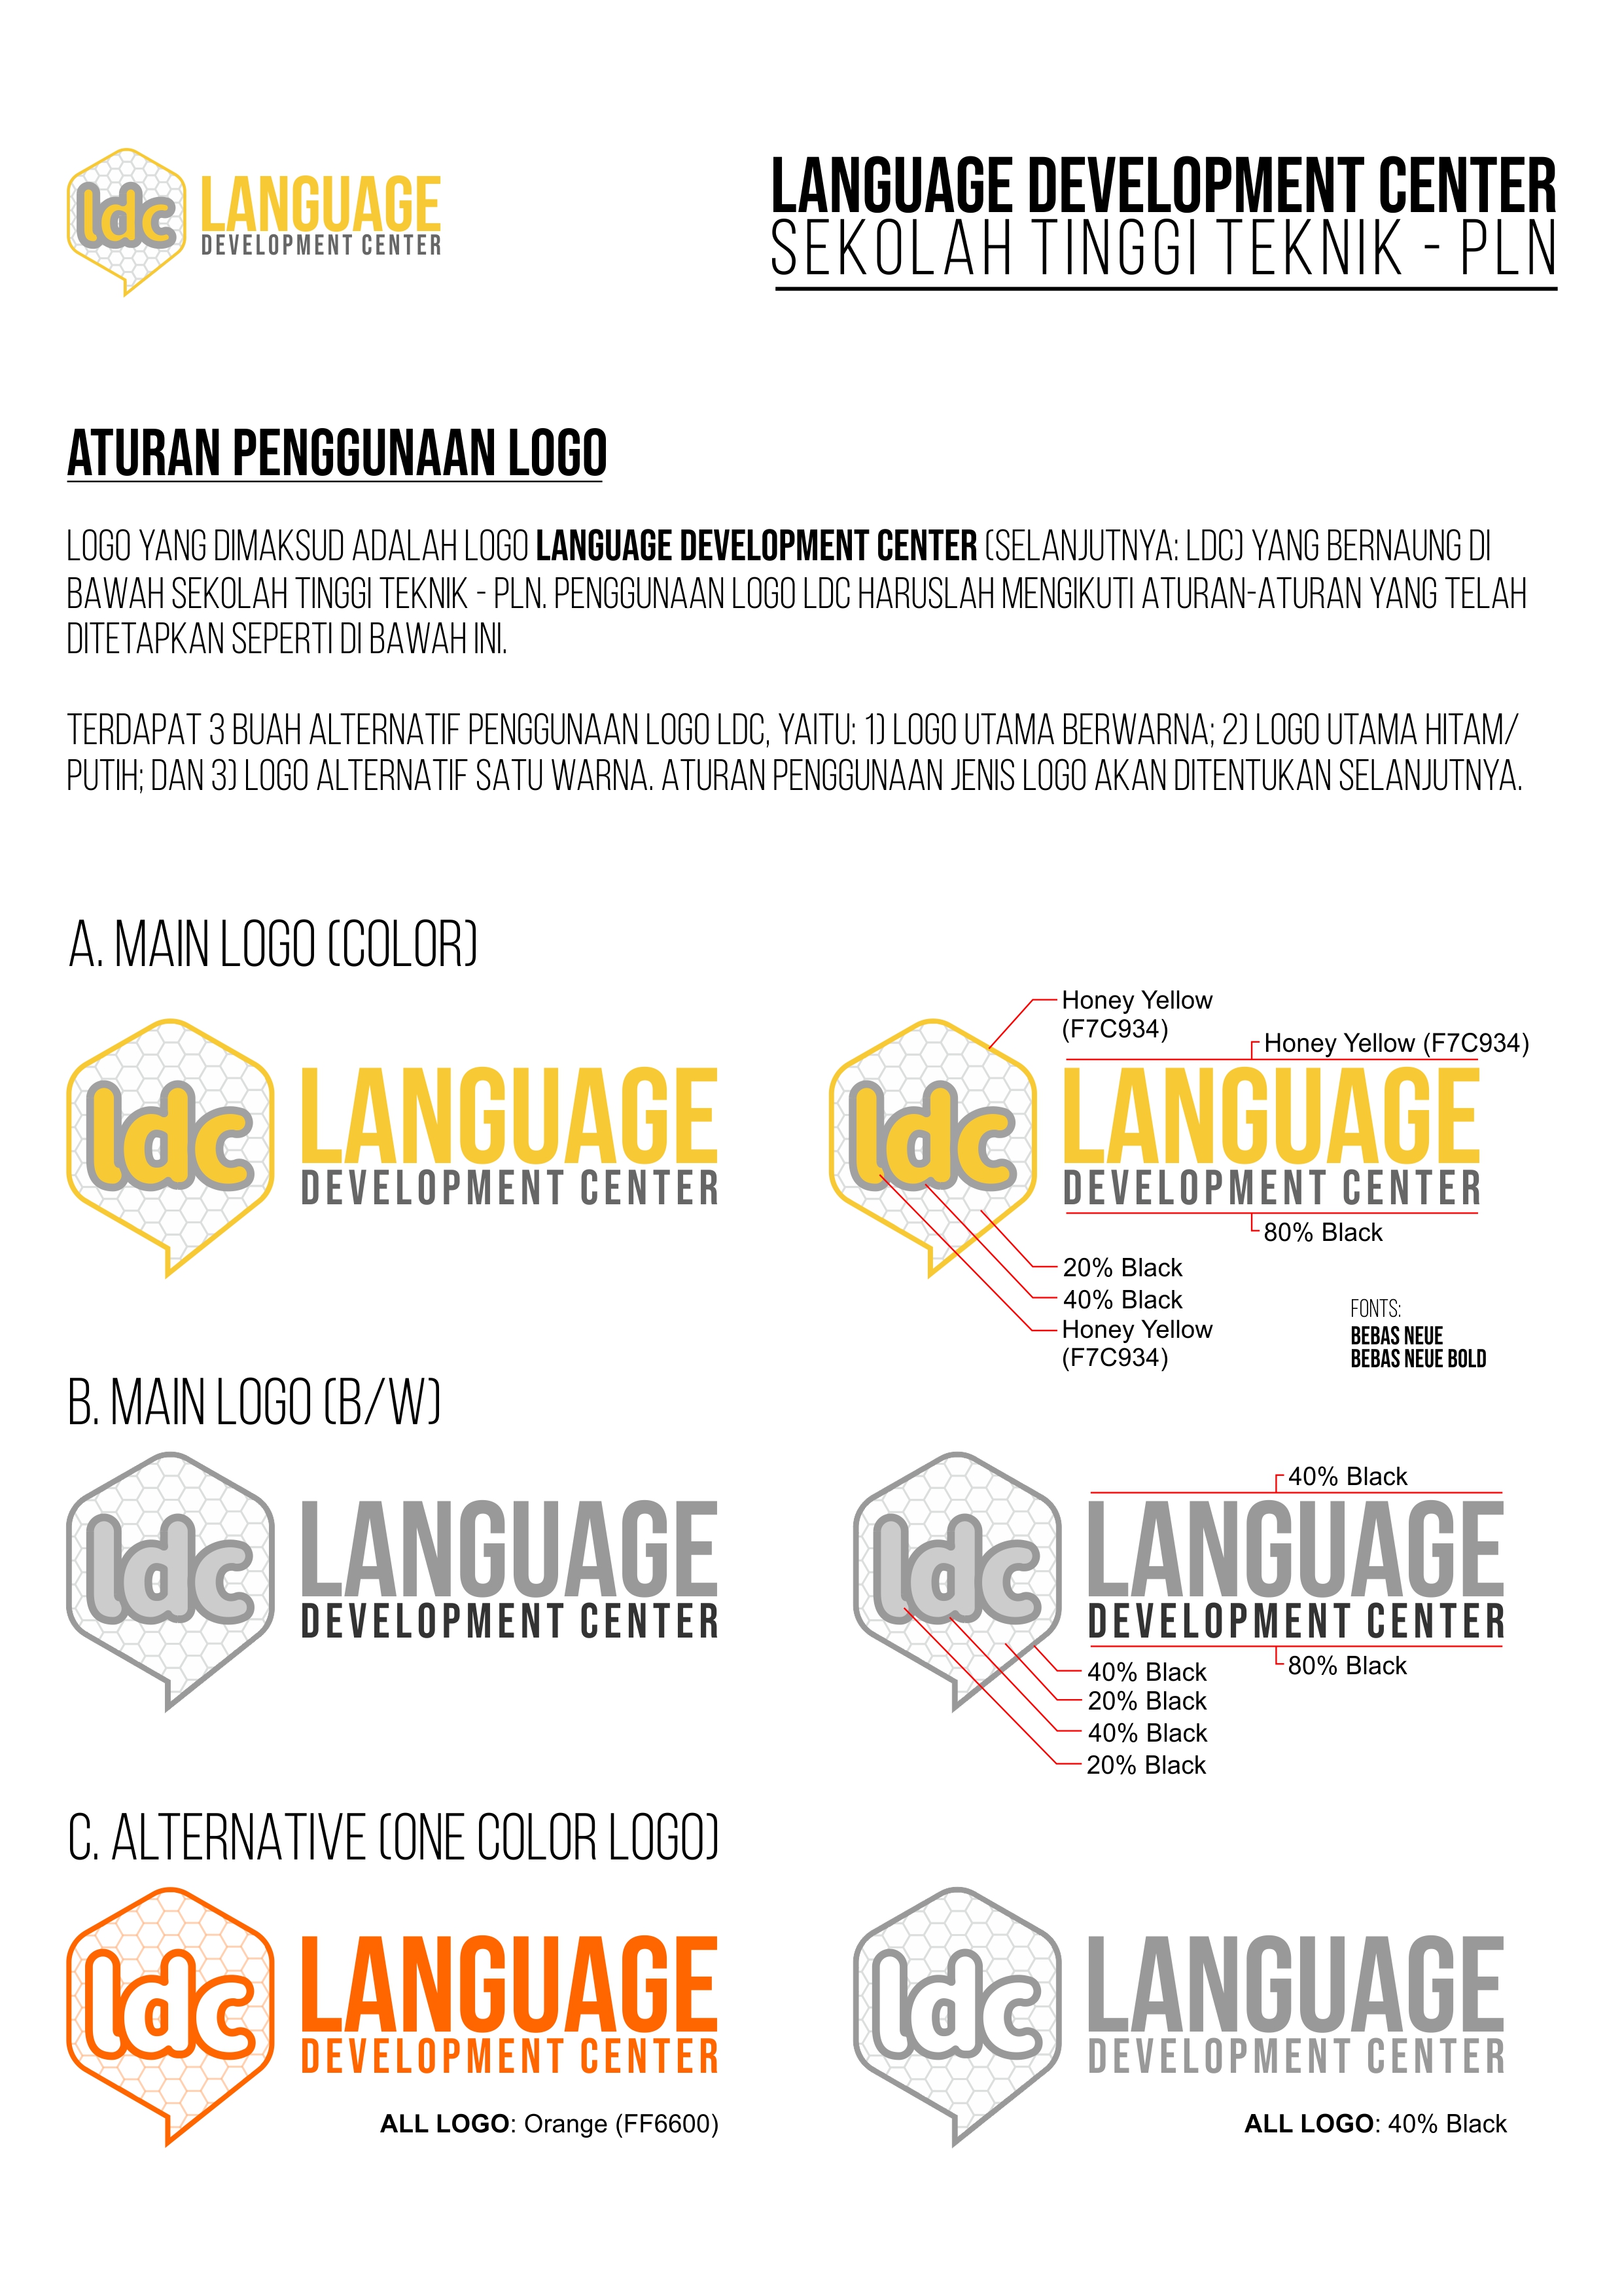 ldc LANGUAGE
DEVELOPMENT CENTER
LANGUAGE DEVELOPMENT CENTER
SEKOLAH TINGGI TEKNIK - PLN
ATURAN PENGGUNAAN LOGO
LOGO YANG DIMAKSUD ADALAH LOGO LANGUAGE DEVELOPMENT CENTER (SELANJUTNYA: LDC) YANG BERNAUNG DI
BAWAH SEKOLAH TINGGI TEKNIK - PLN. PENGGUNAAN LOGO LDC HARUSLAH MENGIKUTI ATURAN-ATURAN YANG TELAH
DITETAPKAN SEPERTI DI BAWAH INI.
TERDAPAT 3 BUAH ALTERNATIF PENGGUNAAN LOGO LDC, YAITU: 1) LOGO UTAMA BERWARNA; 2) LOGO UTAMA HITAM/
PUTIH; DAN 3) LOGO ALTERNATIF SATU WARNA. ATURAN PENGGUNAAN JENIS LOGO AKAN DITENTUKAN SELANJUTNYA.
A. MAIN LOGO (COLOR)
ldc LANGUAGE
DEVELOPMENT CENTER
Honey Yellow
(F7C934)
Honey Yellow (F7C934)
ldc LANGUAGE
DEVELOPMENT CENTER
80% Black
20% Black
40% Black
Honey Yellow
(F7C934)
FONTS:
BEBAS NEUE
BEBAS NEUE BOLD
B. MAIN LOGO (B/W)
ldc LANGUAGE
DEVELOPMENT CENTER
40% Black
ldc LANGUAGE
DEVELOPMENT CENTER
80% Black
40% Black
20% Black
40% Black
20% Black
C. ALTERNATIVE (ONE COLOR LOGO)
ldc LANGUAGE
DEVELOPMENT CENTER
ALL LOGO: Orange (FF6600)
ldc LANGUAGE
DEVELOPMENT CENTER
ALL LOGO: 40% Black